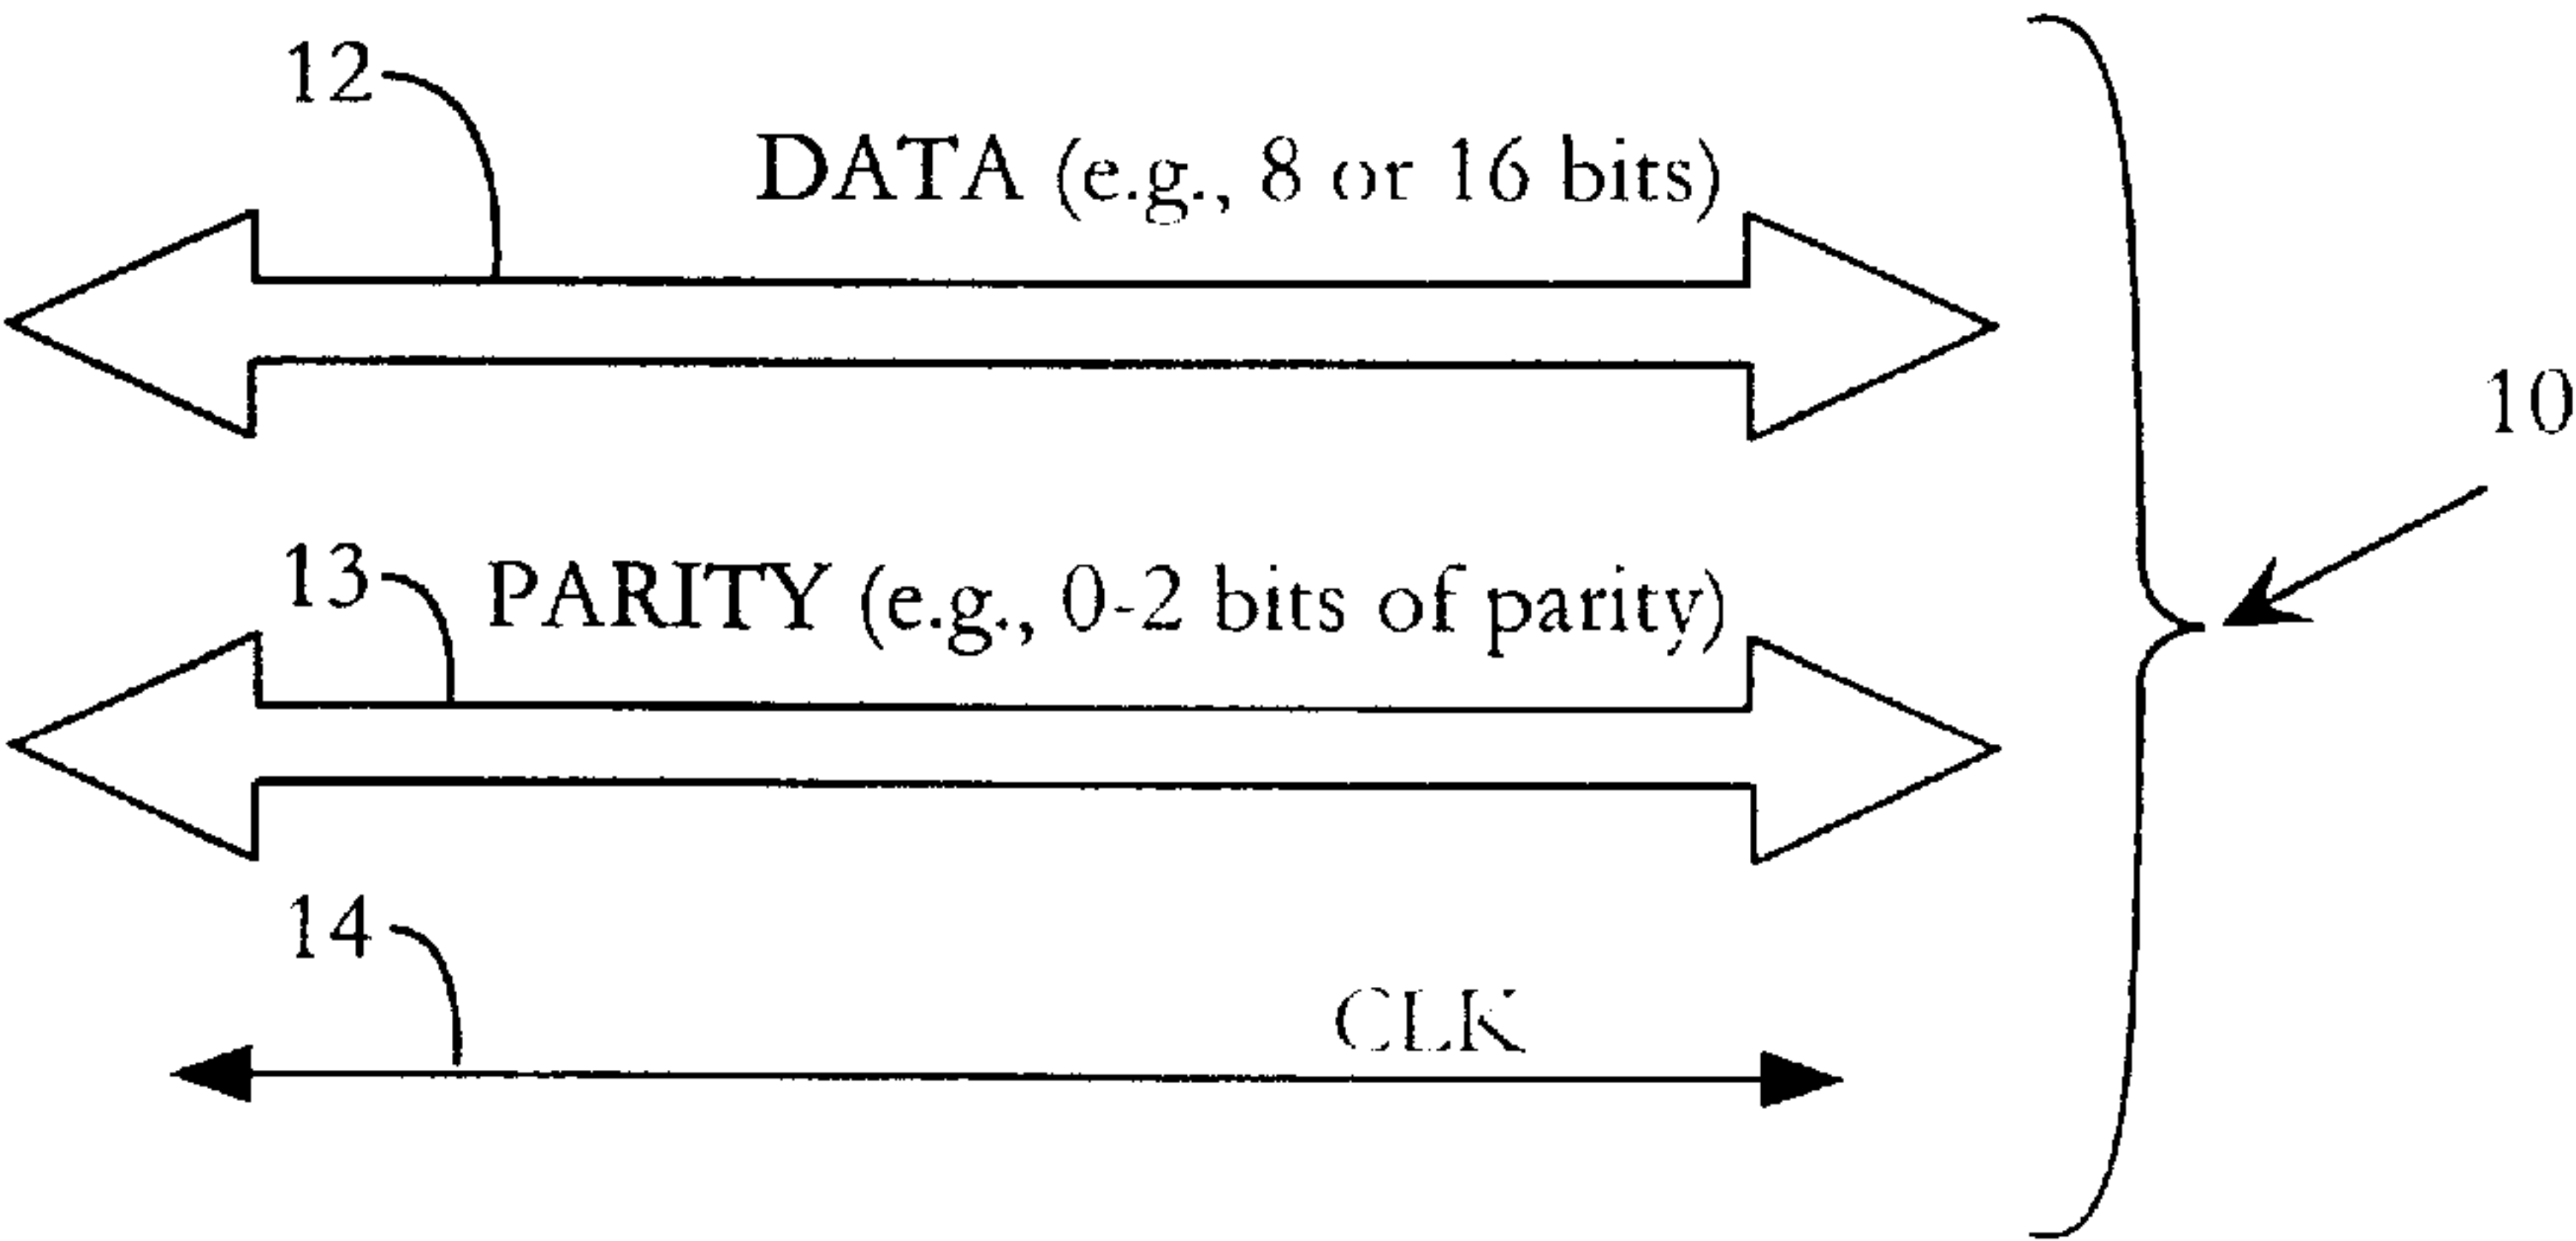 12
DATA (e.g., 8 or 16 bits)
10
13
PARITY (e.g., 0-2 bits of parity)
14
CLK